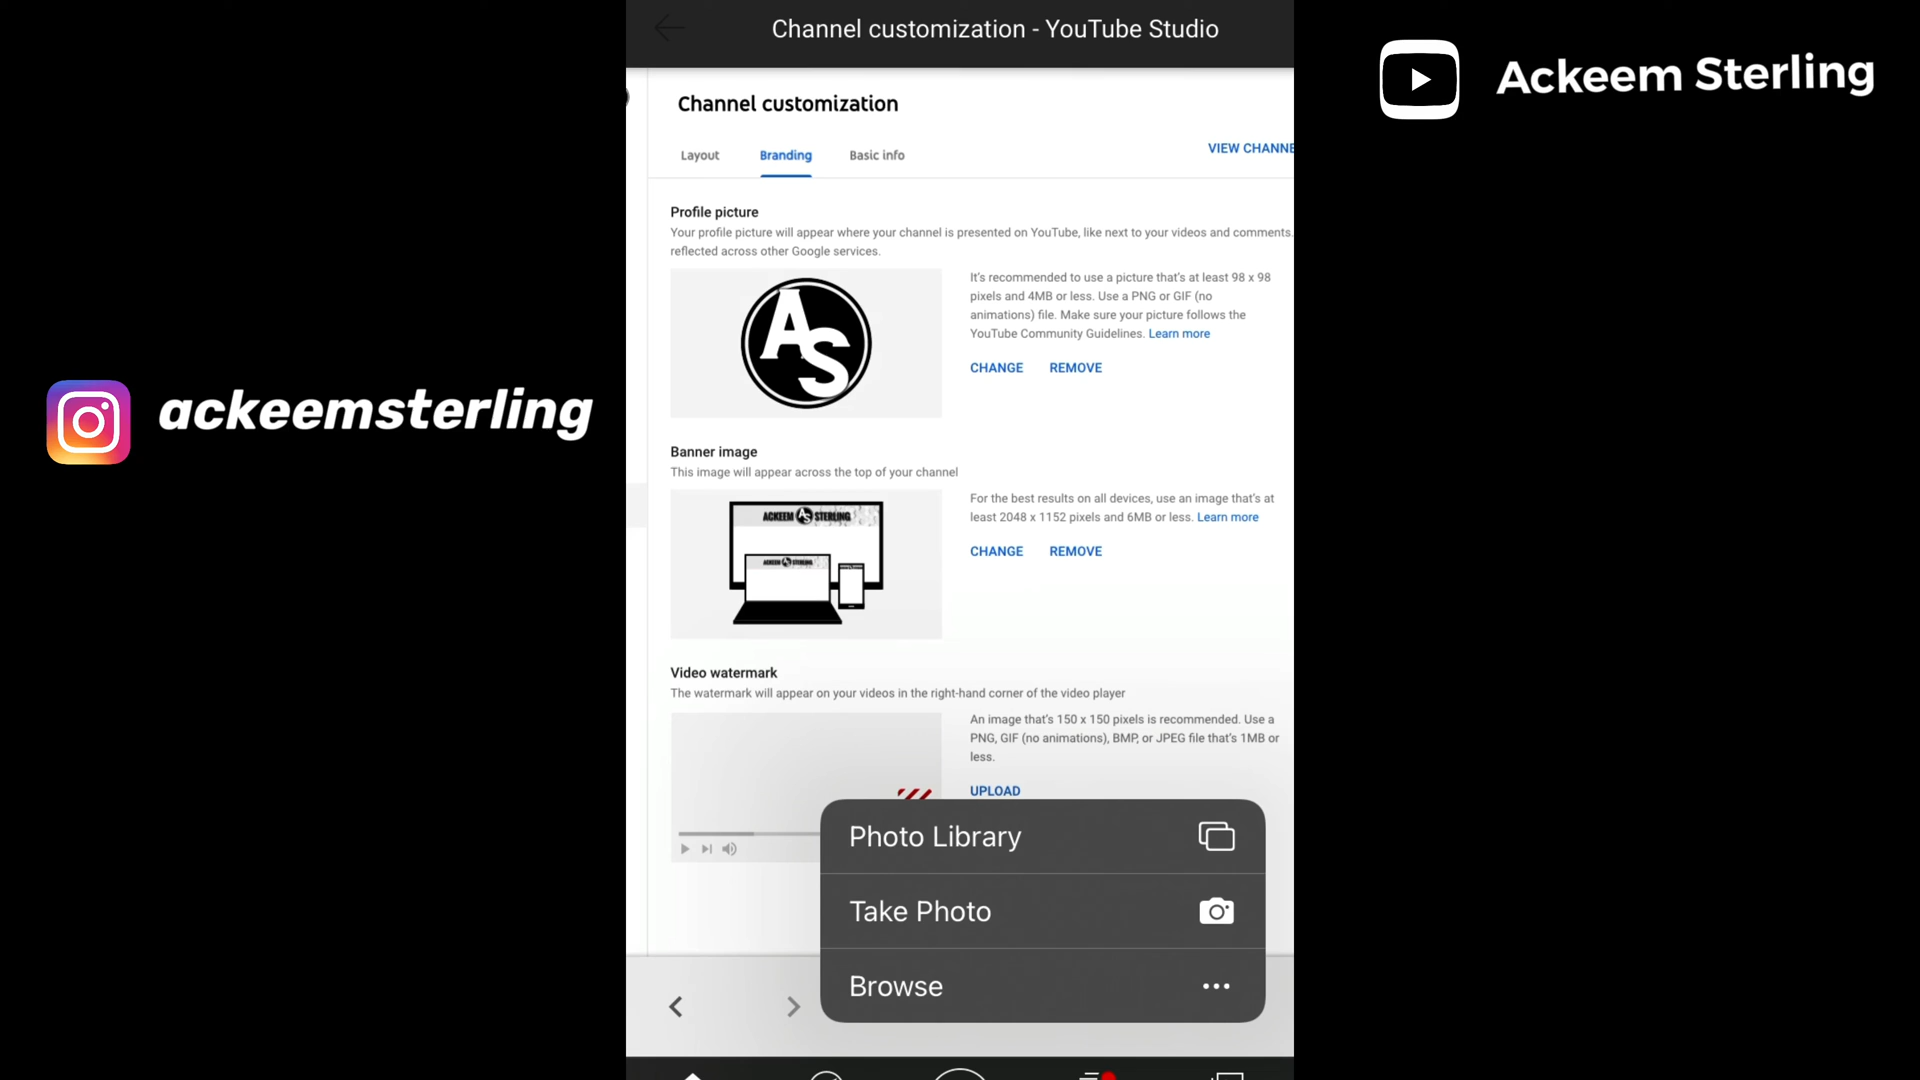 Channel customization - YouTube Studio
Ackeem Sterling
Channel customization
Layout
Branding
Basic info
VIEW CHANNE
Profile picture
Your profile picture will appear where your channel is presented on YouTube, like next to your videos and comments.
reflected across other Google services.
It's recommended to use a picture that's at least 98 x 98
pixels and 4MB or less. Use a PNG or GIF (no
animations) file. Make sure your picture follows the
YouTube Community Guidelines. Learn more
CHANGE
REMOVE
AS
ackeemsterling
Banner image
This image will appear across the top of your channel
ACKEEM AS STERLING
ACKEEM AS STERLING
For the best results on all devices, use an image that's at
least 2048 x 1152 pixels and 6MB or less. Learn more
CHANGE
REMOVE
Video watermark
The watermark will appear on your videos in the right-hand corner of the video player
An image that's 150 x 150 pixels is recommended. Use a
PNG, GIF (no animations), BMP, or JPEG file that's 1MB or
less.
UPLOAD
Photo Library
Take Photo
Browse